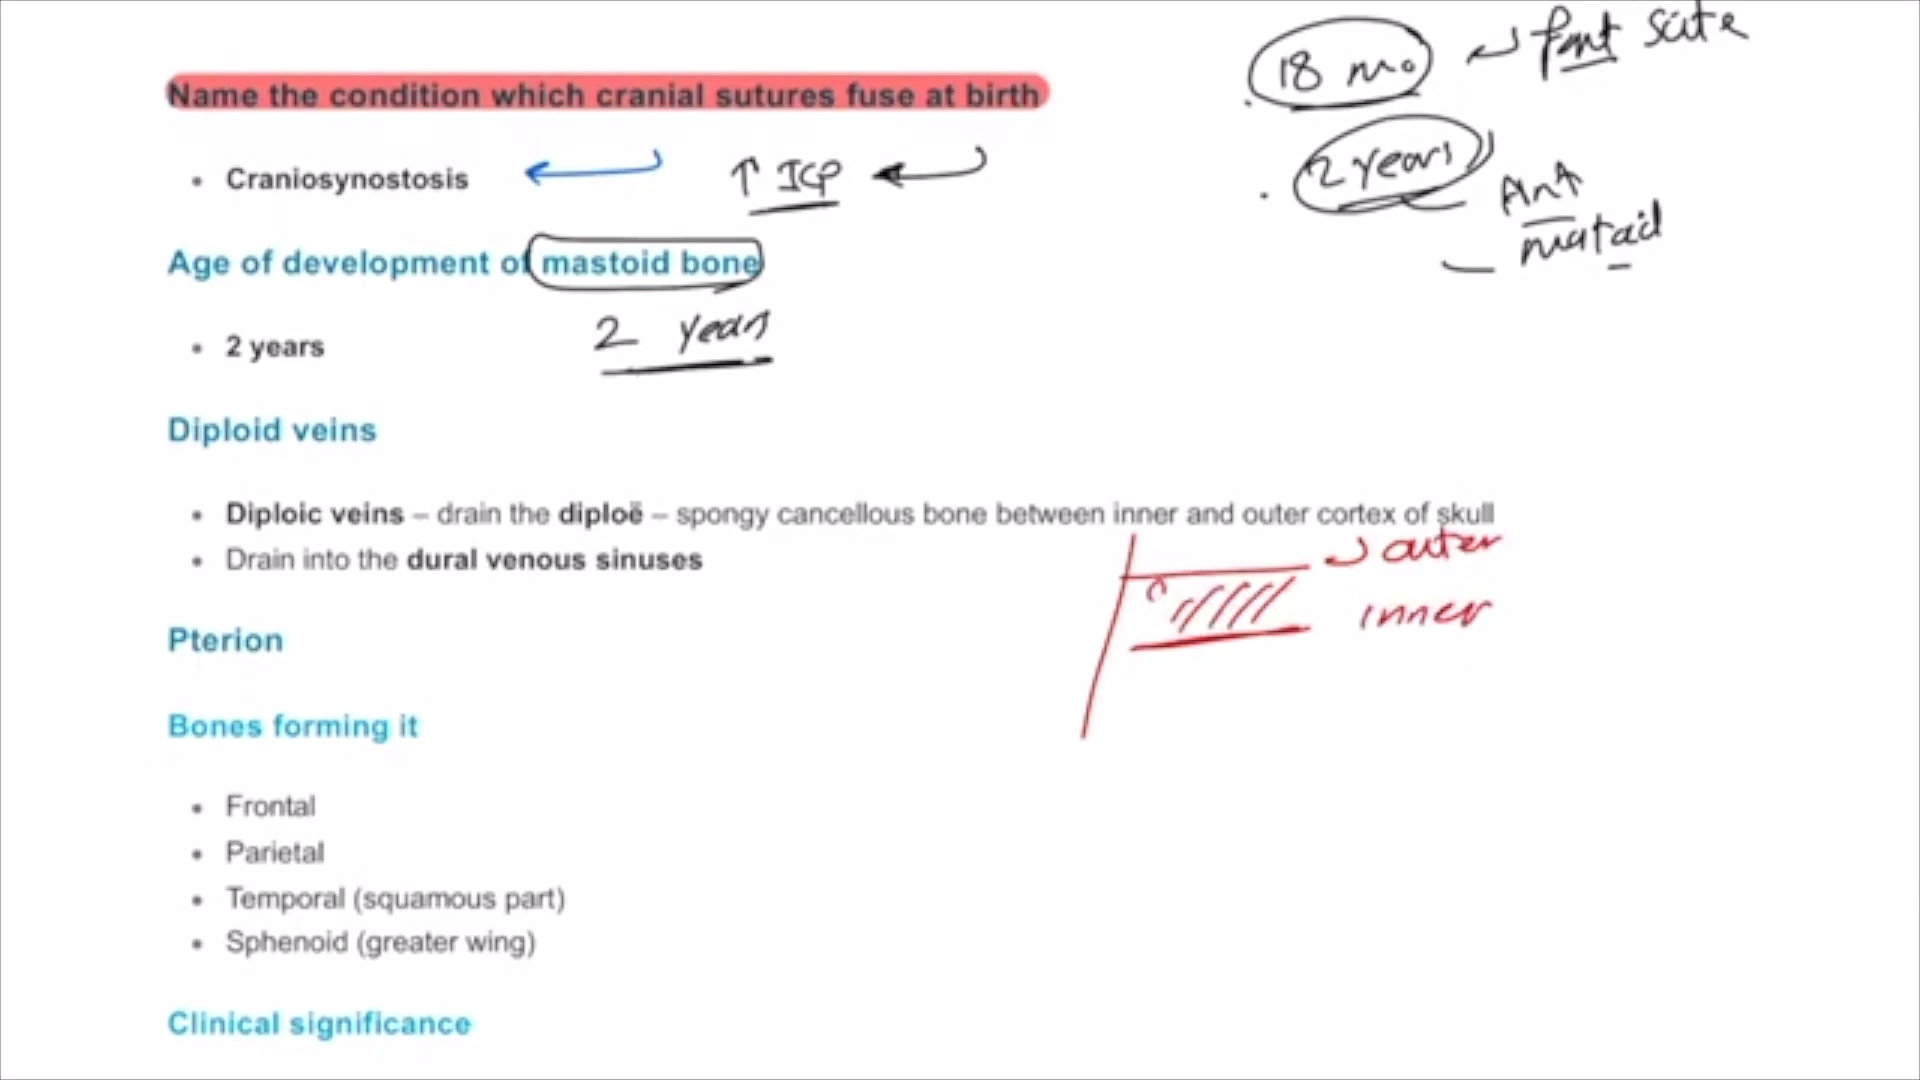 18 mo font suite
Name the condition which cranial sutures fuse at birth
2 years Ant
• Craniosynostosis ↑ ICP
mastoid
Age of development of mastoid bone
2 years
• 2 years
Diploid veins
• Diploic veins – drain the diploë – spongy cancellous bone between inner and outer cortex of skull
outer
• Drain into the dural venous sinuses
inner
Pterion
Bones forming it
• Frontal
• Parietal
• Temporal (squamous part)
• Sphenoid (greater wing)
Clinical significance